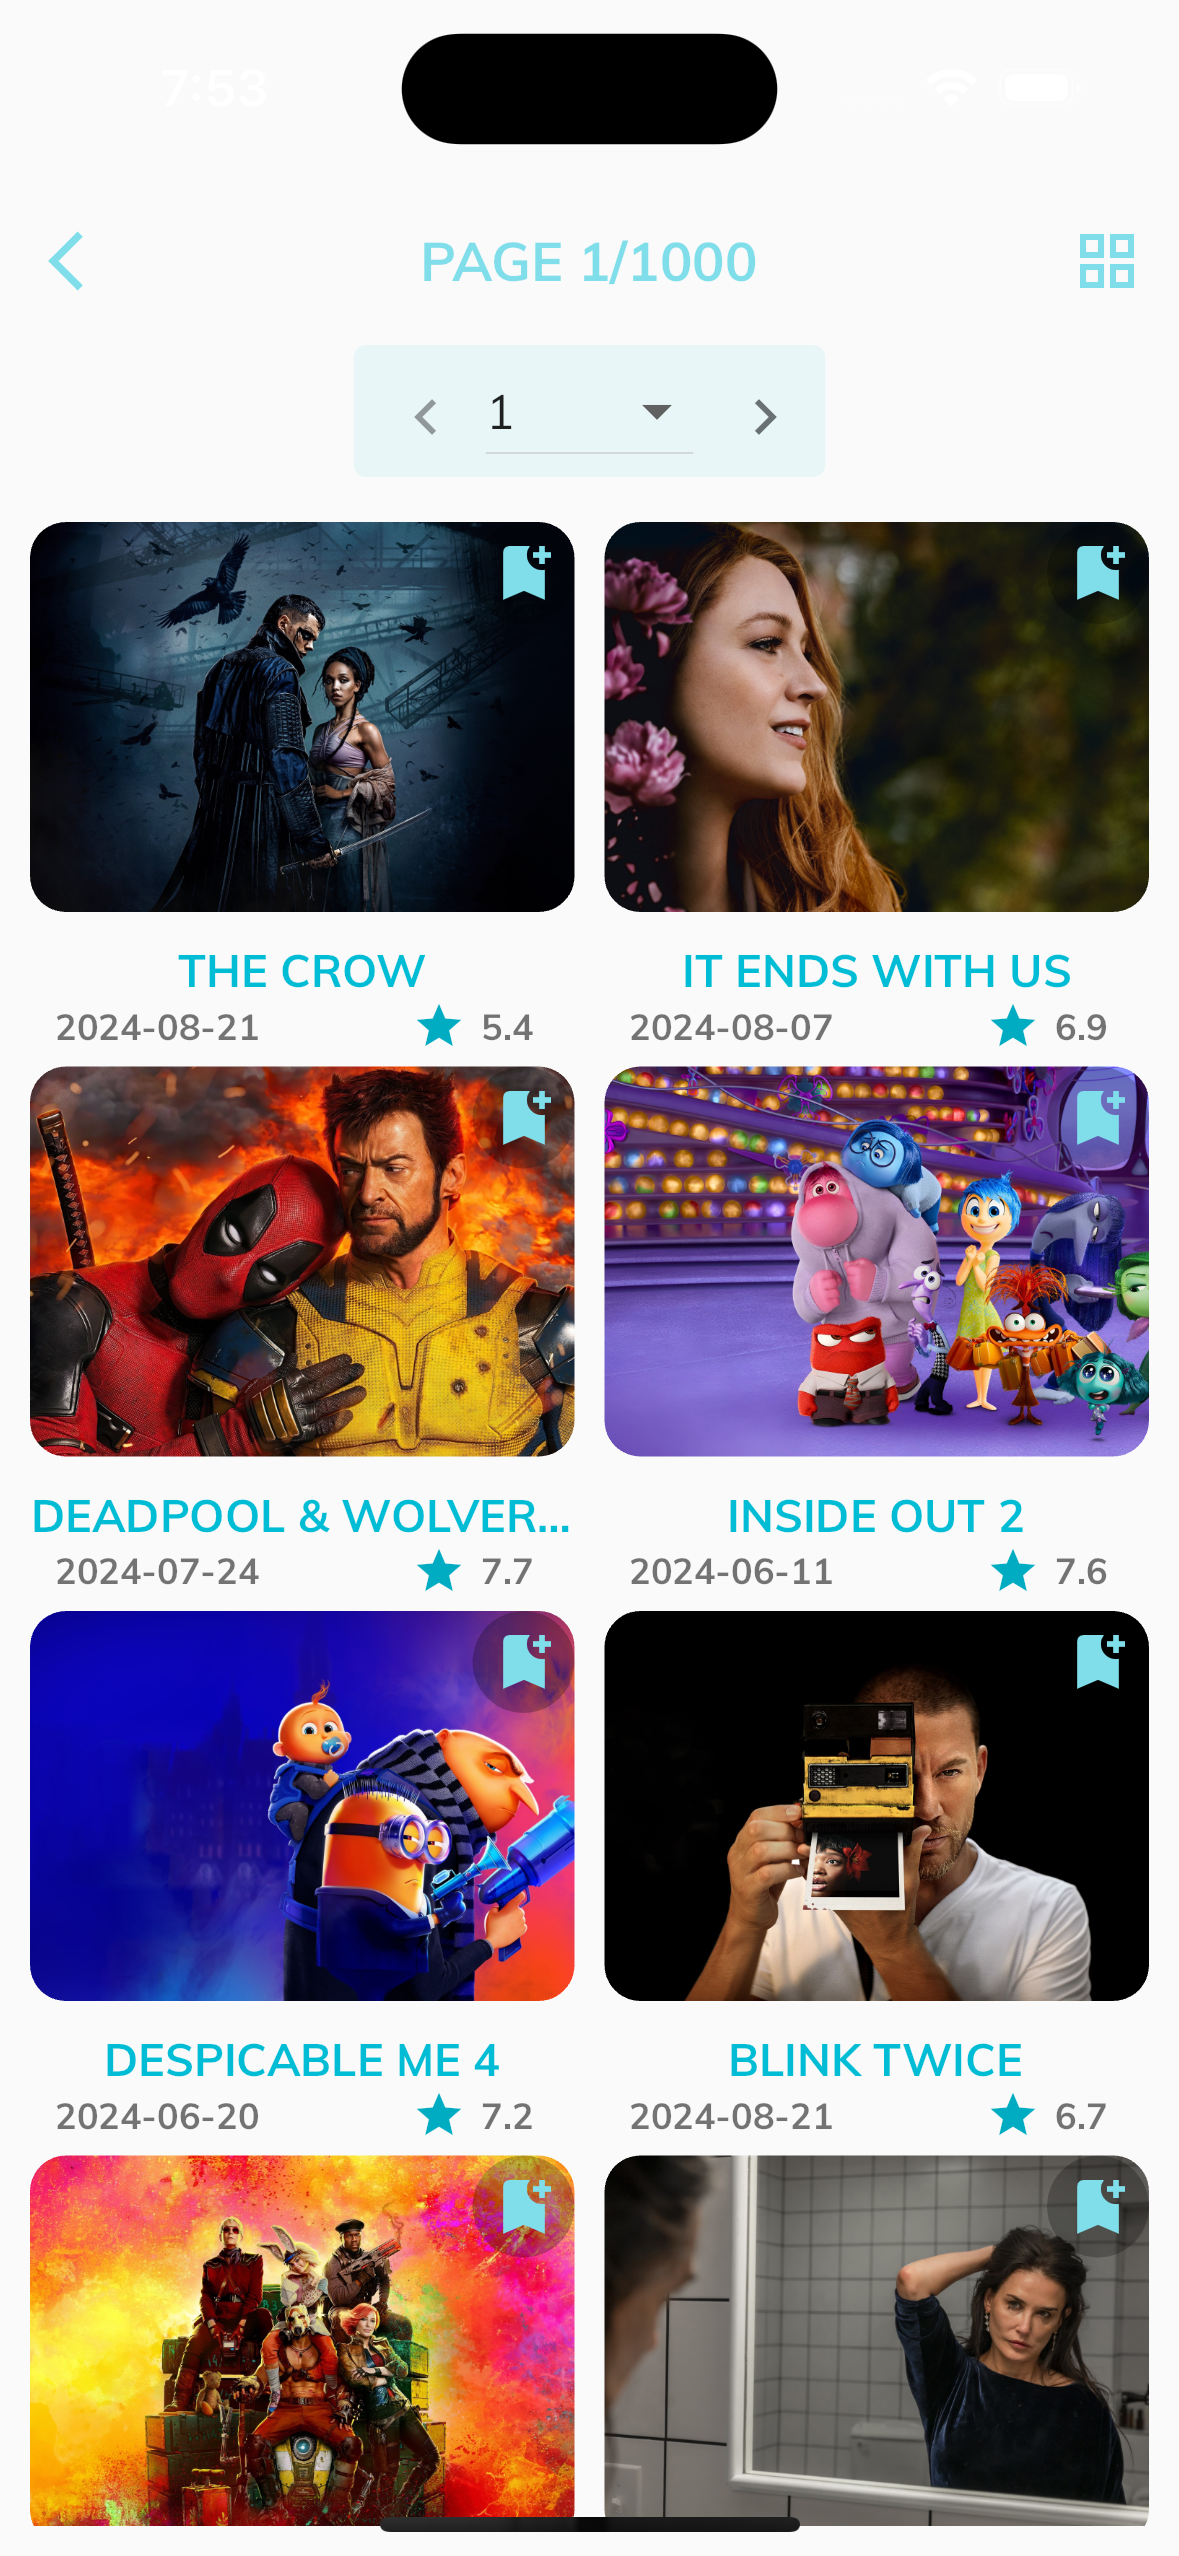 7:53
PAGE 1/1000
1
THE CROW
IT ENDS WITH US
2024-08-21 5.4
2024-08-07 6.9
DEADPOOL & WOLVER...
INSIDE OUT 2
2024-07-24 7.7
2024-06-11 7.6
DESPICABLE ME 4
BLINK TWICE
2024-06-20 7.2
2024-08-21 6.7